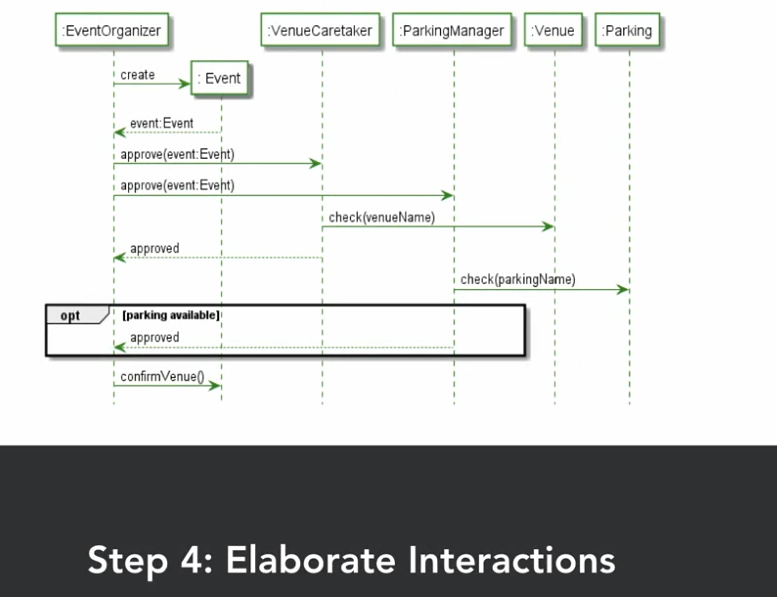 :EventOrganizer :VenueCaretaker :ParkingManager :Venue :Parking
create
: Event
event:Event
approve(event:Event)
approve(event:Event)
check(venueName)
approved
check(parkingName)
opt [parking available]
approved
confirmVenue()
Step 4: Elaborate Interactions